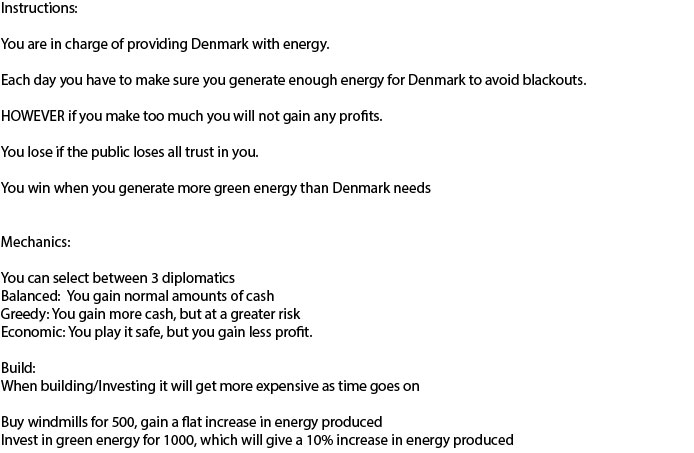 Instructions:
You are in charge of providing Denmark with energy.
Each day you have to make sure you generate enough energy for Denmark to avoid blackouts.
HOWEVER if you make too much you will not gain any profits.
You lose if the public loses all trust in you.
You win when you generate more green energy than Denmark needs
Mechanics:
You can select between 3 diplomatics
Balanced:  You gain normal amounts of cash
Greedy: You gain more cash, but at a greater risk
Economic: You play it safe, but you gain less profit.
Build:
When building/Investing it will get more expensive as time goes on
Buy windmills for 500, gain a flat increase in energy produced
Invest in green energy for 1000, which will give a 10% increase in energy produced